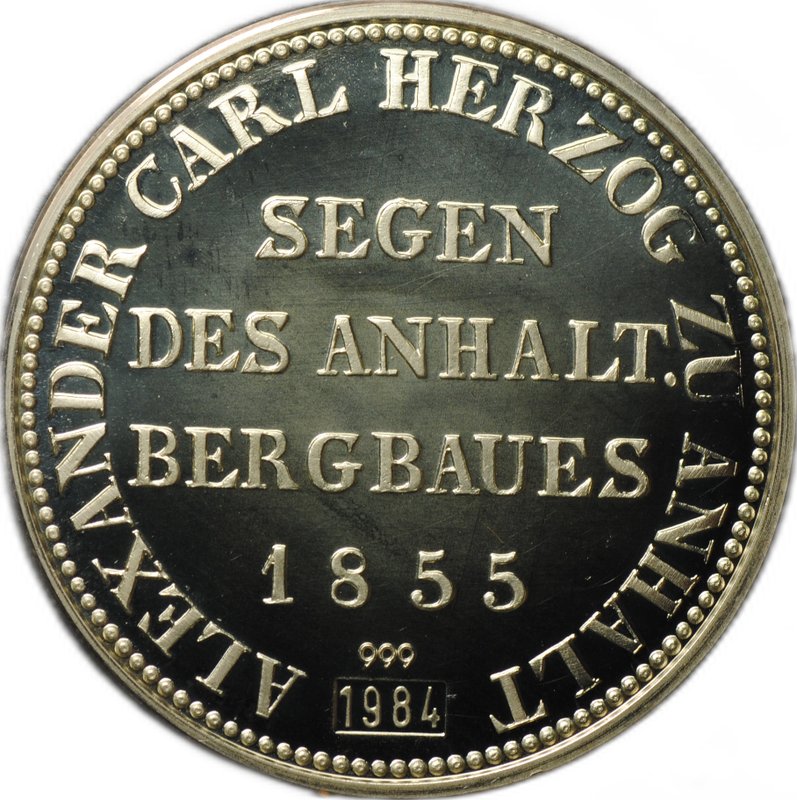 ALEXANDER CARL HERZOG ZU ANHALT
SEGEN
DES ANHALT.
BERGBAUES
1855
999
1984